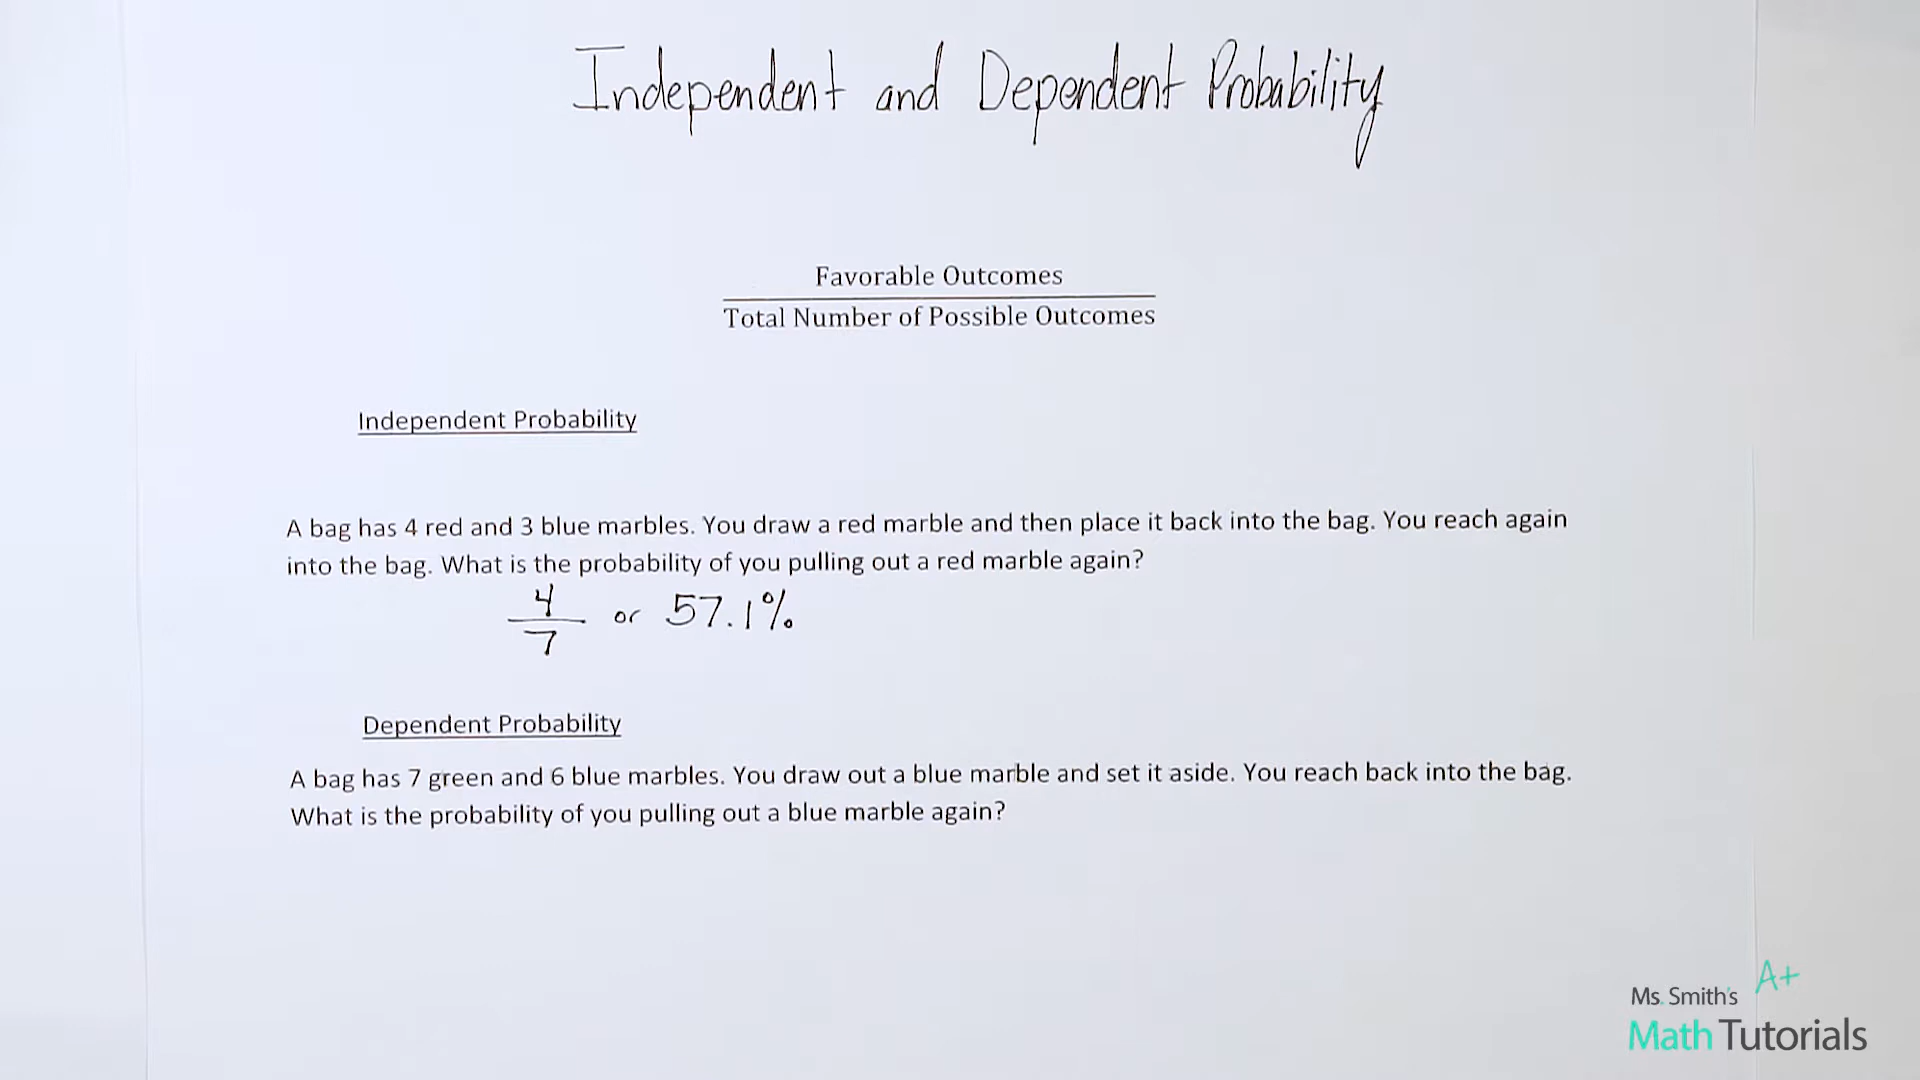 Independent and Dependent Probability
Favorable Outcomes
Total Number of Possible Outcomes
Independent Probability
A bag has 4 red and 3 blue marbles. You draw a red marble and then place it back into the bag. You reach again
into the bag. What is the probability of you pulling out a red marble again?
4
7
or 57.1%
Dependent Probability
A bag has 7 green and 6 blue marbles. You draw out a blue marble and set it aside. You reach back into the bag.
What is the probability of you pulling out a blue marble again?
A+
Ms. Smith's
Math Tutorials